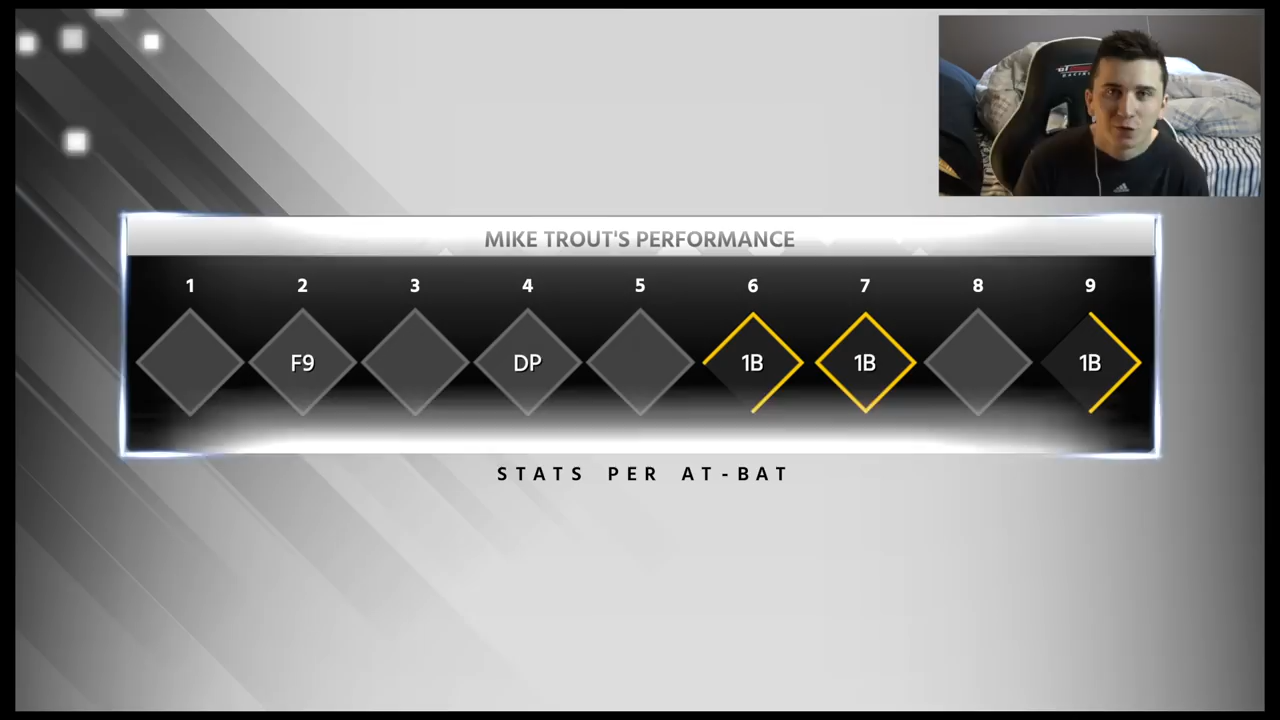 MIKE TROUT'S PERFORMANCE
1 2 3 4 5 6 7 8 9
F9 DP 1B 1B 1B
STATS PER AT-BAT